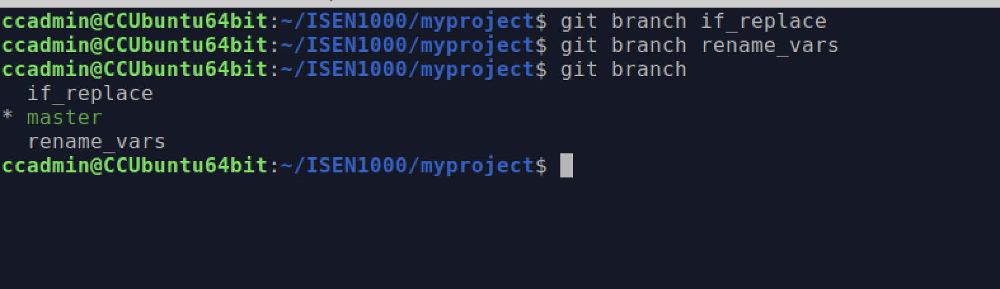 ccadmin@CCUbuntu64bit:~/ISEN1000/myproject$ git branch if_replace
ccadmin@CCUbuntu64bit:~/ISEN1000/myproject$ git branch rename_vars
ccadmin@CCUbuntu64bit:~/ISEN1000/myproject$ git branch
  if_replace
* master
  rename_vars
ccadmin@CCUbuntu64bit:~/ISEN1000/myproject$